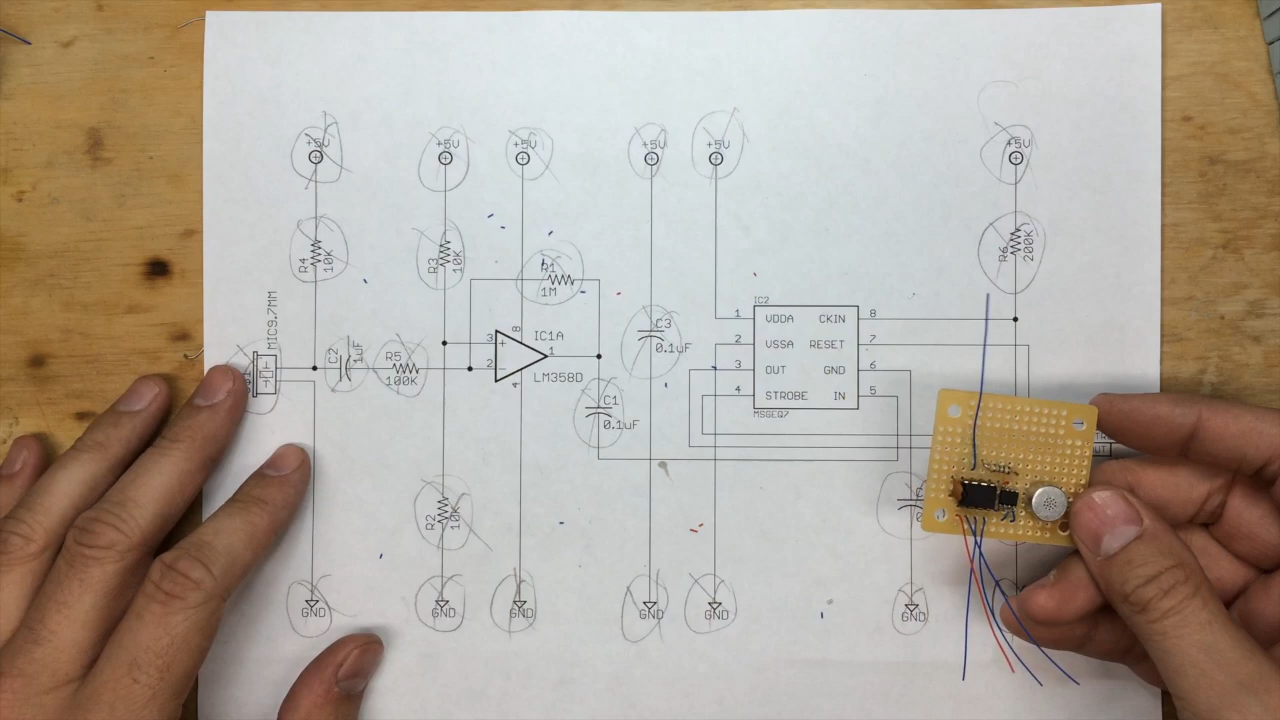 +5V +5V +5V +5V +5V +5V
R4 10K
R3 10K
R1
1M
R6 200K
MIC9.7MM
C2 1uF
R5
100K
3 + 8
2 - 1
4
IC1A
LM358D
C3
0.1uF
C1
0.1uF
IC2
1 VDDA CKIN 8
2 VSSA RESET 7
3 OUT GND 6
4 STROBE IN 5
MSGEQ7
R2 10K
GND GND GND GND GND GND